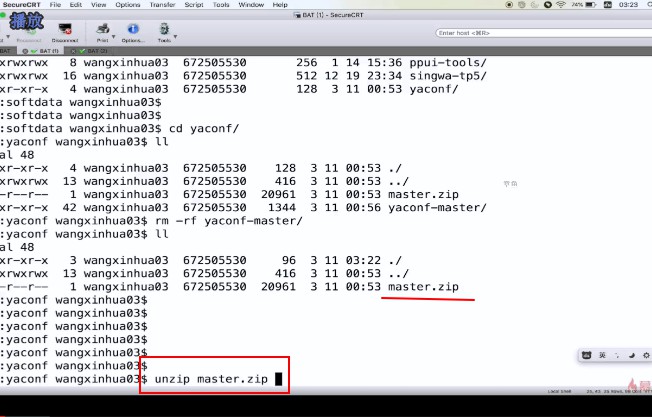 SecureCRT File Edit View Options Transfer Script Tools Window Help 74% 03:23
播放
BAT (1) - SecureCRT
Disconnect Print Options... Tools Enter host <⌘R>
BAT BAT (1) BAT (2)
xrwxrwx 8 wangxinhua03 672505530 256 1 14 15:36 ppui-tools/
xrwxrwx 16 wangxinhua03 672505530 512 12 19 23:34 singwa-tp5/
xr-xr-x 4 wangxinhua03 672505530 128 3 11 00:53 yaconf/
:softdata wangxinhua03$
:softdata wangxinhua03$
:softdata wangxinhua03$ cd yaconf/
:yaconf wangxinhua03$ ll
al 48
xr-xr-x 4 wangxinhua03 672505530 128 3 11 00:53 ./
xrwxrwx 13 wangxinhua03 672505530 416 3 11 00:53 ../
-r--r-- 1 wangxinhua03 672505530 20961 3 11 00:53 master.zip
xr-xr-x 42 wangxinhua03 672505530 1344 3 11 00:56 yaconf-master/
:yaconf wangxinhua03$ rm -rf yaconf-master/
:yaconf wangxinhua03$ ll
al 48
xr-xr-x 3 wangxinhua03 672505530 96 3 11 03:22 ./
xrwxrwx 13 wangxinhua03 672505530 416 3 11 00:53 ../
-r--r-- 1 wangxinhua03 672505530 20961 3 11 00:53 master.zip
:yaconf wangxinhua03$
:yaconf wangxinhua03$
:yaconf wangxinhua03$
:yaconf wangxinhua03$
:yaconf wangxinhua03$
英
:yaconf wangxinhua03$
:yaconf wangxinhua03$ unzip master.zip